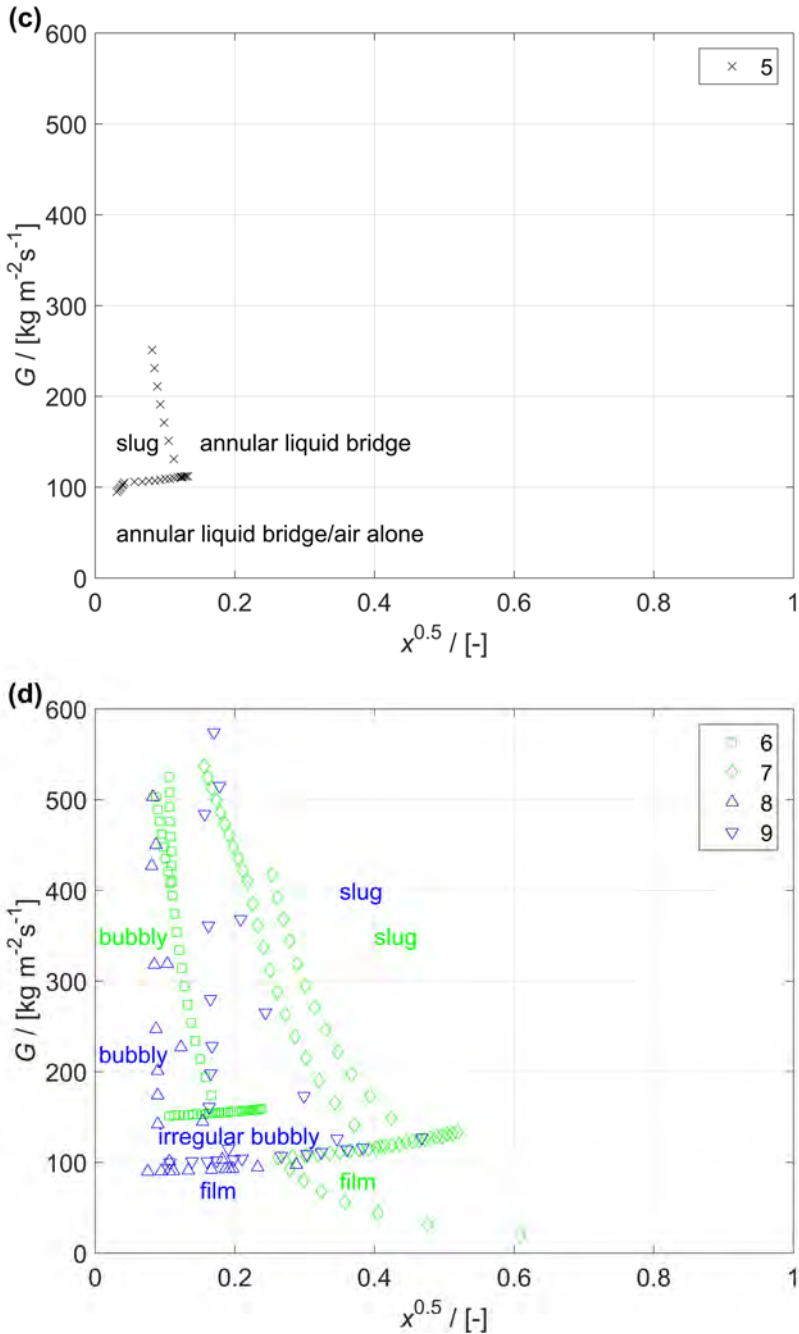 (c)
600
500
400
300
200
100
0
G / [kg m⁻²s⁻¹]
5
slug annular liquid bridge
annular liquid bridge/air alone
0 0.2 0.4 0.6 0.8 1
x⁰·⁵ / [-]
(d)
600
500
400
300
200
100
0
G / [kg m⁻²s⁻¹]
6
7
8
9
slug
bubbly slug
bubbly
irregular bubbly
film film
0 0.2 0.4 0.6 0.8 1
x⁰·⁵ / [-]